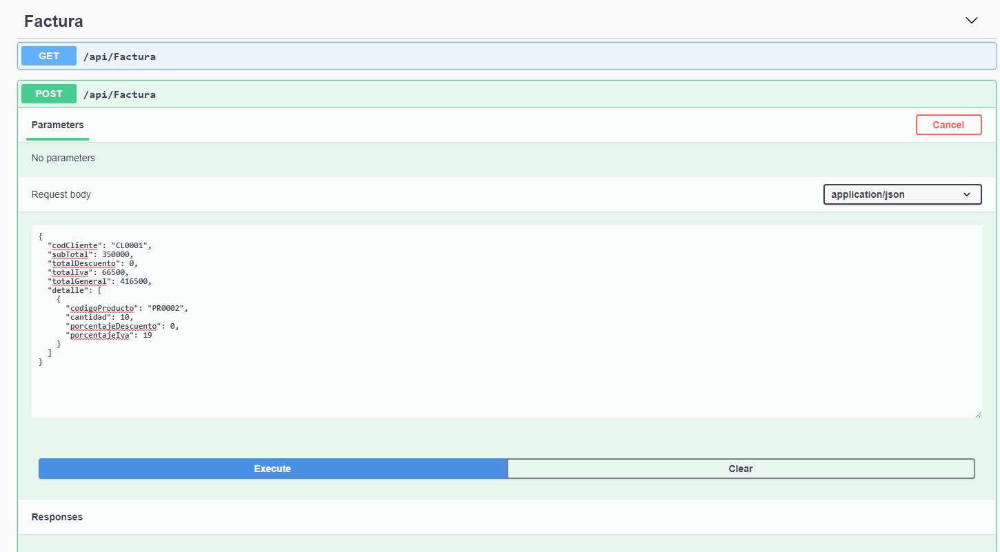 Factura
GET /api/Factura
POST /api/Factura
Parameters
Cancel
No parameters
Request body
application/json
{
  "codCliente": "CL0001",
  "subTotal": 350000,
  "totalDescuento": 0,
  "totalIva": 66500,
  "totalGeneral": 416500,
  "detalle": [
    {
      "codigoProducto": "PR0002",
      "cantidad": 10,
      "porcentajeDescuento": 0,
      "porcentajeIva": 19
    }
  ]
}
Execute
Clear
Responses